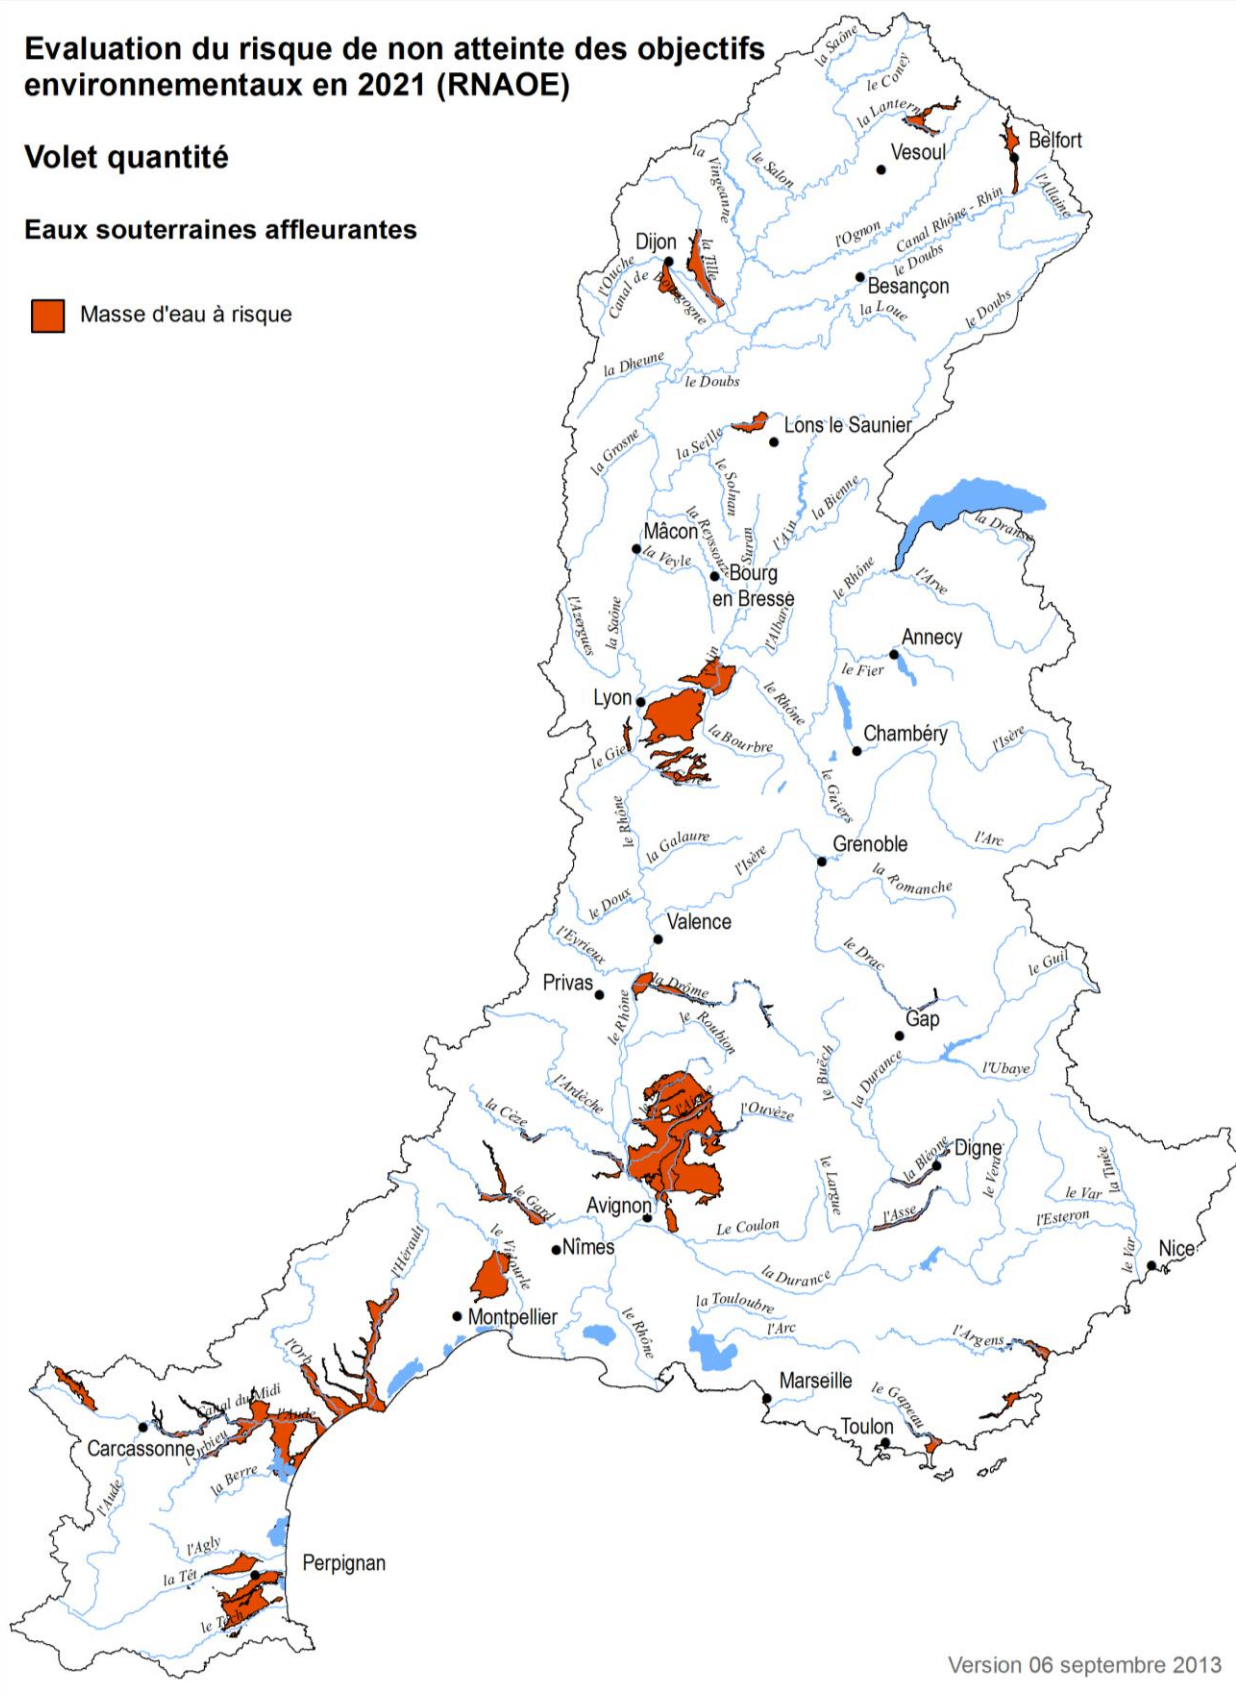 Evaluation du risque de non atteinte des objectifs
environnementaux en 2021 (RNAOE)
Volet quantité
Eaux souterraines affleurantes
Masse d'eau à risque
la Saône
le Coney
la Lantern
Belfort
Vesoul
la Vingeanne
le Salon
l'Allaine
Canal Rhône - Rhin
l'Ognon
Dijon
la Tille
l'Ouche
le Doubs
Canal de Bourgogne
Besançon
la Loue
le Doubs
la Dheune
le Doubs
Lons le Saunier
la Seille
la Grosne
le Solnan
la Bienne
la Reyssouze
l'Ain
Suran
la Dranse
Mâcon
la Veyle
Bourg
en Bresse
le Rhône
l'Arve
l'Azergues
la Saône
l'Albari
Annecy
in
le Fier
Lyon
le Rhône
la Bourbre
Chambéry
l'Isère
le Gie
le Guiers
le Rhône
la Galaure
l'Isère
Grenoble
l'Arc
la Romanche
le Doux
Valence
l'Eyrieux
le Drac
le Guil
Privas
la Drôme
le Rhône
le Roubion
Gap
le Buëch
la Durance
l'Ubaye
l'Ardèche
la Cèze
l'Ouvèze
la Bléone
Digne
le Verd
la Tinée
le Largue
le Gard
Avignon
le Var
l'Asse
Le Coulon
l'Esteron
l'Hérault
le Vidourle
Nîmes
le Var
Nice
la Durance
Montpellier
la Touloubre
le Rhône
l'Arc
l'Argens
l'Orb
Marseille
le Gapeau
Canal du Midi
l'Aude
Toulon
Carcassonne
l'Orbieu
la Berre
l'Aude
l'Agly
Perpignan
la Têt
le Tech
Version 06 septembre 2013